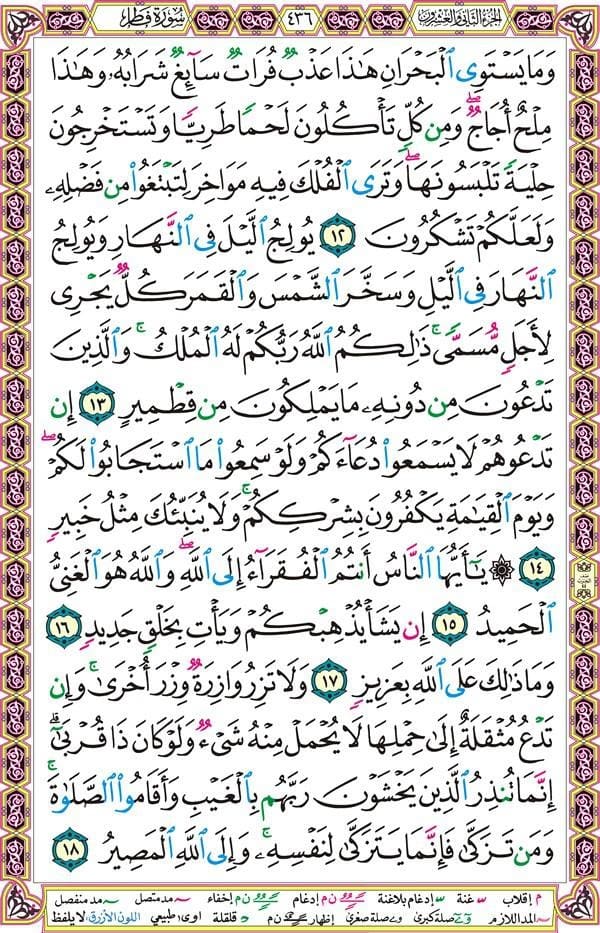 الجزء الثاني والعشرون ٤٣٦ سورة فاطر
وَمَا يَسْتَوِى ٱلْبَحْرَانِ هَٰذَا عَذْبٌ فُرَاتٌ سَآئِغٌ شَرَابُهُۥ وَهَٰذَا
مِلْحٌ أُجَاجٌ ۖ وَمِن كُلٍّ تَأْكُلُونَ لَحْمًا طَرِيًّا وَتَسْتَخْرِجُونَ
حِلْيَةً تَلْبَسُونَهَا ۖ وَتَرَى ٱلْفُلْكَ فِيهِ مَوَاخِرَ لِتَبْتَغُوا۟ مِن فَضْلِهِۦ
وَلَعَلَّكُمْ تَشْكُرُونَ ١٢ يُولِجُ ٱلَّيْلَ فِى ٱلنَّهَارِ وَيُولِجُ
ٱلنَّهَارَ فِى ٱلَّيْلِ وَسَخَّرَ ٱلشَّمْسَ وَٱلْقَمَرَ كُلٌّ يَجْرِى
لِأَجَلٍ مُّسَمًّى ۚ ذَٰلِكُمُ ٱللَّهُ رَبُّكُمْ لَهُ ٱلْمُلْكُ ۚ وَٱلَّذِينَ
تَدْعُونَ مِن دُونِهِۦ مَا يَمْلِكُونَ مِن قِطْمِيرٍ ١٣ إِن
تَدْعُوهُمْ لَا يَسْمَعُوا۟ دُعَآءَكُمْ وَلَوْ سَمِعُوا۟ مَا ٱسْتَجَابُوا۟ لَكُمْ ۖ
وَيَوْمَ ٱلْقِيَٰمَةِ يَكْفُرُونَ بِشِرْكِكُمْ ۚ وَلَا يُنَبِّئُكَ مِثْلُ خَبِيرٍ
١٤ ۞ يَٰٓأَيُّهَا ٱلنَّاسُ أَنتُمُ ٱلْفُقَرَآءُ إِلَى ٱللَّهِ ۖ وَٱللَّهُ هُوَ ٱلْغَنِىُّ
ٱلْحَمِيدُ ١٥ إِن يَشَأْ يُذْهِبْكُمْ وَيَأْتِ بِخَلْقٍ جَدِيدٍ ١٦
وَمَا ذَٰلِكَ عَلَى ٱللَّهِ بِعَزِيزٍ ١٧ وَلَا تَزِرُ وَازِرَةٌ وِزْرَ أُخْرَىٰ ۚ وَإِن
تَدْعُ مُثْقَلَةٌ إِلَىٰ حِمْلِهَا لَا يُحْمَلْ مِنْهُ شَىْءٌ وَلَوْ كَانَ ذَا قُرْبَىٰٓ ۗ
إِنَّمَا تُنذِرُ ٱلَّذِينَ يَخْشَوْنَ رَبَّهُم بِٱلْغَيْبِ وَأَقَامُوا۟ ٱلصَّلَوٰةَ ۚ
وَمَن تَزَكَّىٰ فَإِنَّمَا يَتَزَكَّىٰ لِنَفْسِهِۦ ۚ وَإِلَى ٱللَّهِ ٱلْمَصِيرُ ١٨
م إقلاب س غنة س إدغام بلاغنة ن م إدغام ن م إخفاء مد متصل مد منفصل
المد اللازم صلة كبرى صلة صغرى إظهار ن م د قلقلة اوى طبيعي اللون الأزرق: لا يلفظ